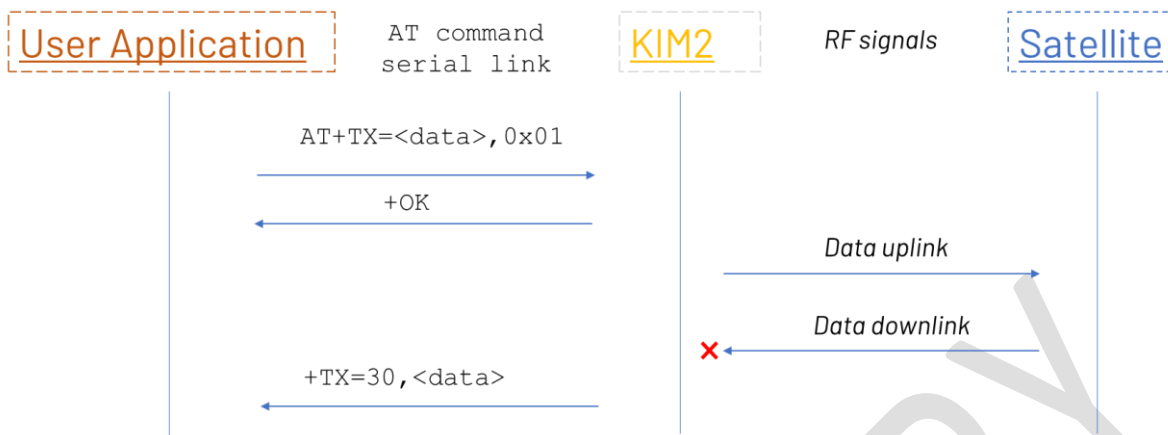 User Application
AT command
serial link
KIM2
RF signals
Satellite
AT+TX=<data>,0x01
+OK
Data uplink
Data downlink
+TX=30,<data>